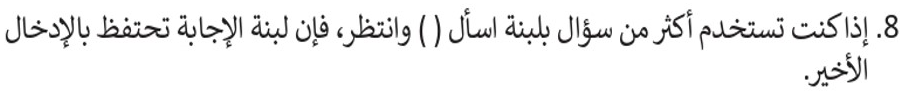 8. إذا كنت تستخدم أكثر من سؤال بلبنة اسأل ( ) وانتظر، فإن لبنة الإجابة تحتفظ بالإدخال
الأخير.